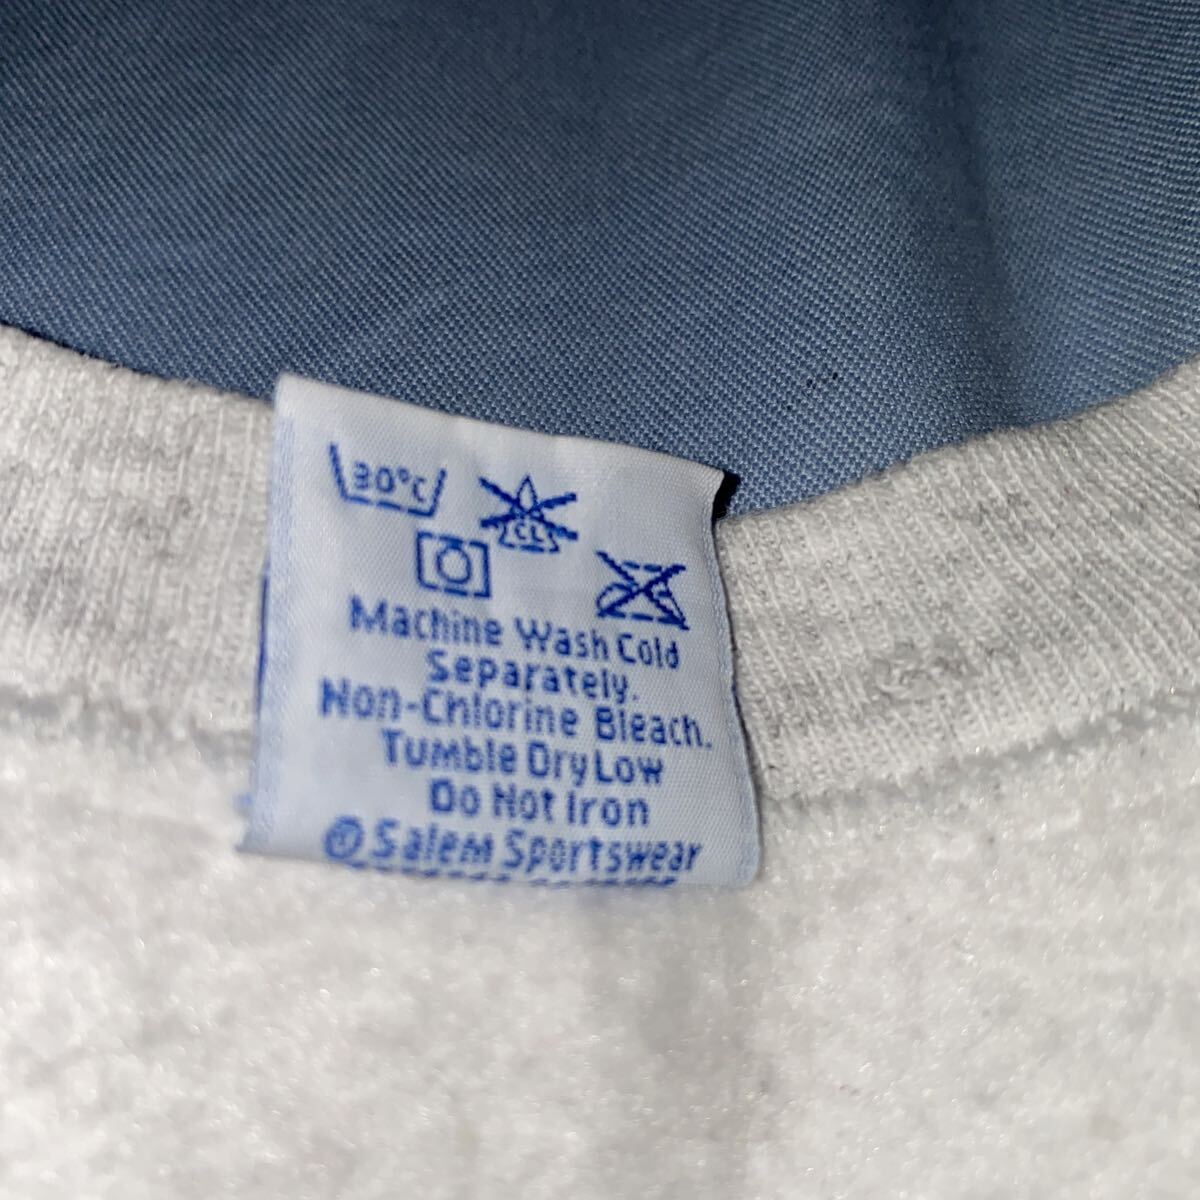 30°C
CL
Machine Wash Cold
Separately.
Non-Chlorine Bleach.
Tumble Dry Low
Do Not Iron
Salem Sportswear